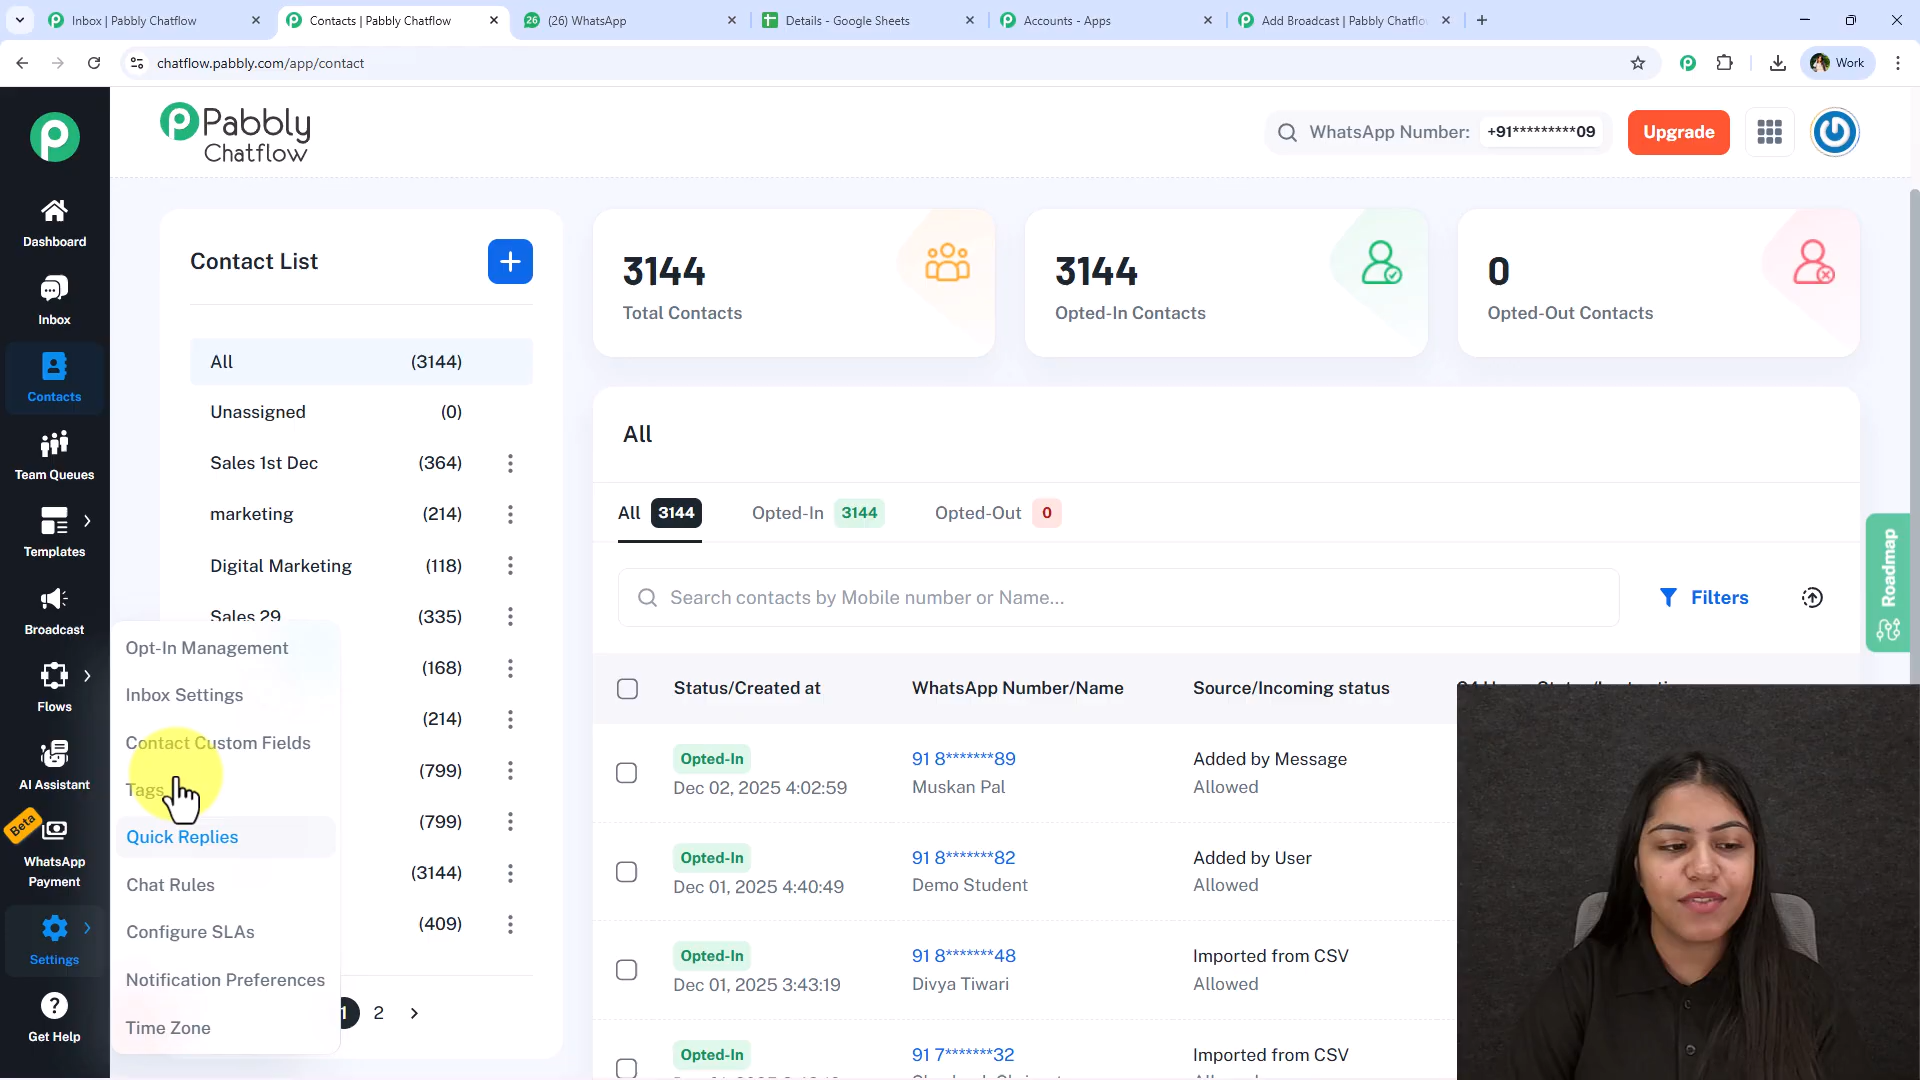 Inbox | Pabbly Chatflow
Contacts | Pabbly Chatflow
26 (26) WhatsApp
Details - Google Sheets
Accounts - Apps
Add Broadcast | Pabbly Chatflo
chatflow.pabbly.com/app/contact
Work
Pabbly
Chatflow
WhatsApp Number: +91*********09
Upgrade
Dashboard
Inbox
Contacts
Team Queues
Templates
Broadcast
Flows
AI Assistant
Beta
WhatsApp
Payment
Settings
Get Help
Contact List
All (3144)
Unassigned (0)
Sales 1st Dec (364)
marketing (214)
Digital Marketing (118)
Sales 29 (335)
(168)
(214)
(799)
(799)
(3144)
(409)
1 2
Opt-In Management
Inbox Settings
Contact Custom Fields
Tags
Quick Replies
Chat Rules
Configure SLAs
Notification Preferences
Time Zone
3144
Total Contacts
3144
Opted-In Contacts
0
Opted-Out Contacts
All
All 3144 Opted-In 3144 Opted-Out 0
Search contacts by Mobile number or Name...
Filters
Roadmap
Status/Created at WhatsApp Number/Name Source/Incoming status
Opted-In 91 8*******89 Added by Message
Dec 02, 2025 4:02:59 Muskan Pal Allowed
Opted-In 91 8*******82 Added by User
Dec 01, 2025 4:40:49 Demo Student Allowed
Opted-In 91 8*******48 Imported from CSV
Dec 01, 2025 3:43:19 Divya Tiwari Allowed
Opted-In 91 7*******32 Imported from CSV